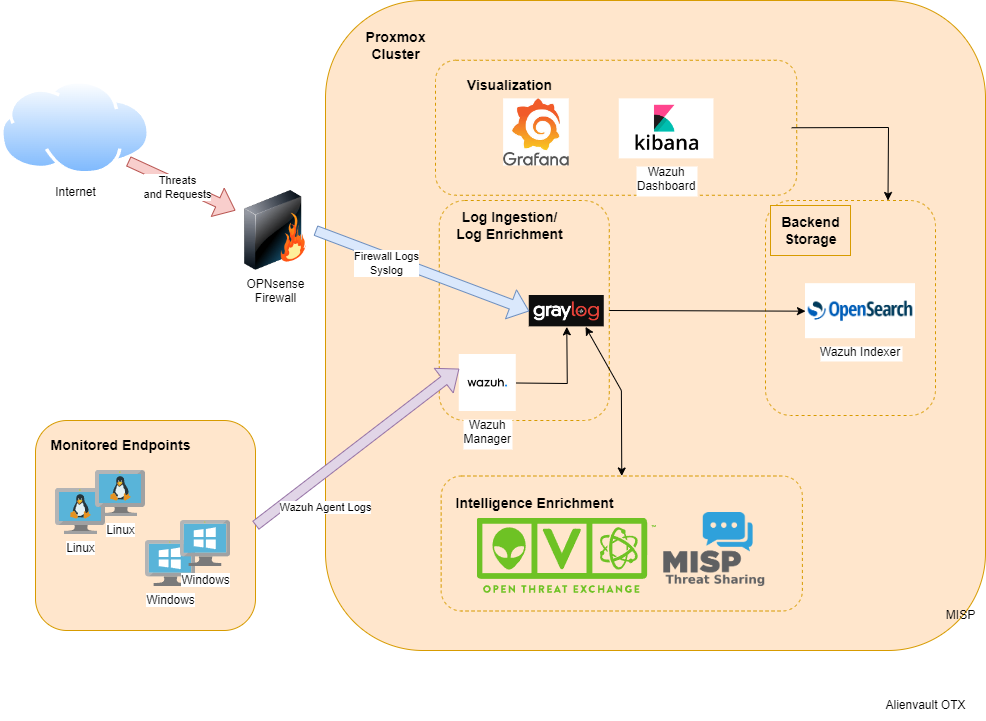 Proxmox
Cluster
Visualization
Grafana
kibana
Wazuh
Dashboard
Internet
Threats
and Requests
OPNsense
Firewall
Firewall Logs
Syslog
Log Ingestion/
Log Enrichment
graylog
wazuh.
Wazuh
Manager
Backend
Storage
OpenSearch
Wazuh Indexer
Monitored Endpoints
Linux
Linux
Windows
Windows
Wazuh Agent Logs
Intelligence Enrichment
OPEN THREAT EXCHANGE
MISP
Threat Sharing
MISP
Alienvault OTX